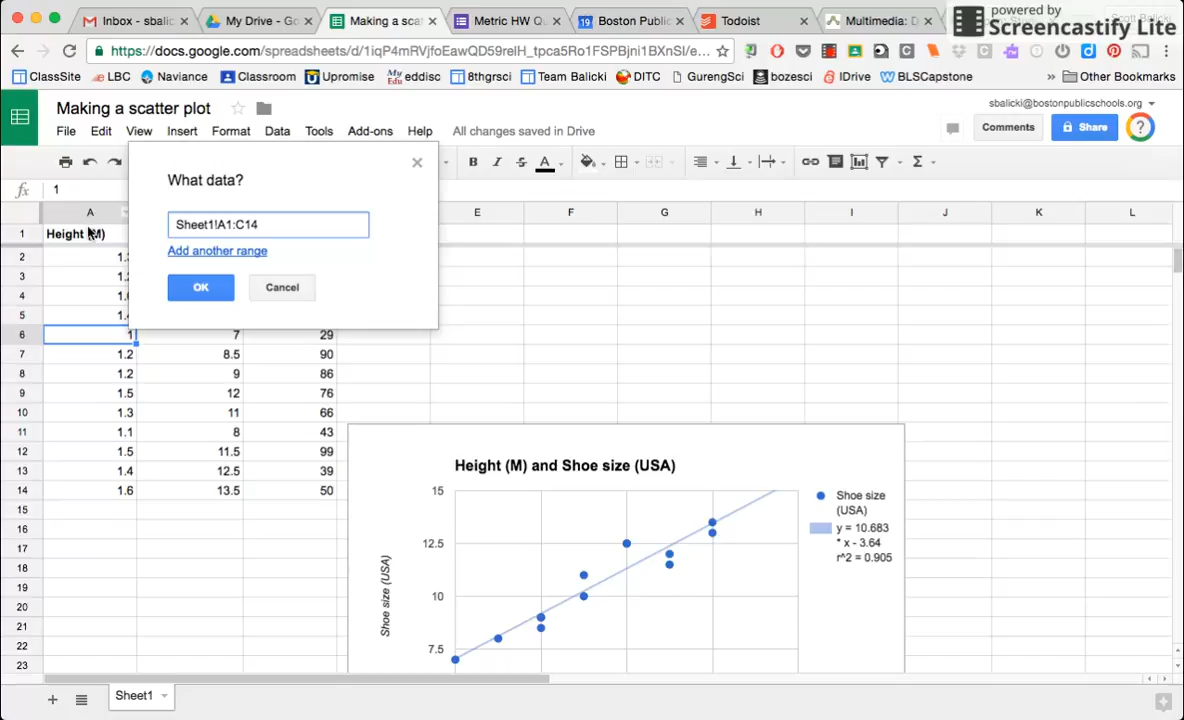 Inbox - sbalic
My Drive - Go
Making a scat
Metric HW Qu
Boston Public
Todoist
Multimedia: D
powered by
Screencastify Lite
https://docs.google.com/spreadsheets/d/1iqP4mRVjfoEawQD59relH_tpca5Ro1FSPBjni1BXnSI/e...
ClassSite LBC Naviance Classroom Upromise My Edu eddisc 8thgrsci Team Balicki DITC GurengSci bozesci IDrive BLSCapstone » Other Bookmarks
Making a scatter plot
sbalicki@bostonpublicschools.org
File Edit View Insert Format Data Tools Add-ons Help All changes saved in Drive
Comments Share ?
What data?
B I S A
fx 1
Sheet1!A1:C14
Add another range
OK Cancel
A E F G H I J K L
1 Height (M)
2
3
4
5
6 1 7 29
7 1.2 8.5 90
8 1.2 9 86
9 1.5 12 76
10 1.3 11 66
11 1.1 8 43
12 1.5 11.5 99
13 1.4 12.5 39
14 1.6 13.5 50
15
16
17
18
19
20
21
22
23
Height (M) and Shoe size (USA)
Shoe size (USA)
15
12.5
10
7.5
Shoe size
(USA)
y = 10.683
* x - 3.64
r^2 = 0.905
Sheet1